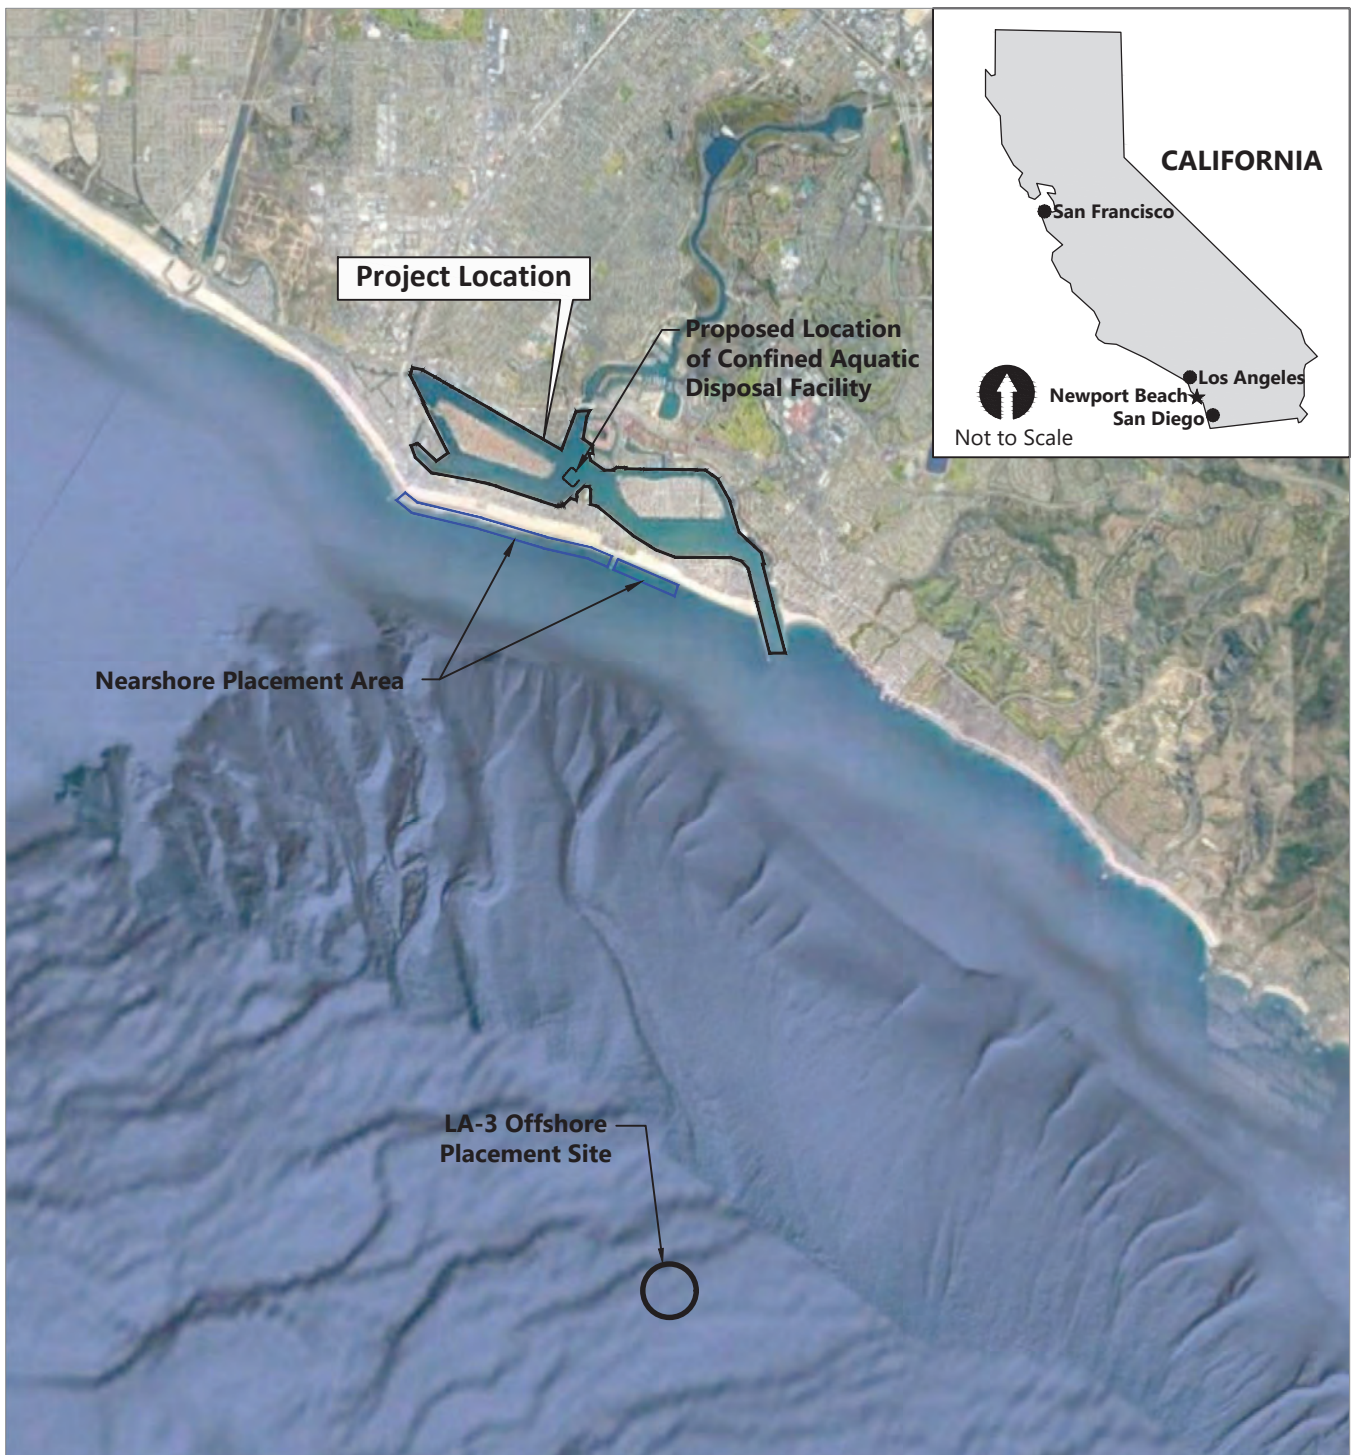 CALIFORNIA
San Francisco
Los Angeles
Newport Beach
San Diego
Not to Scale
Project Location
Proposed Location
of Confined Aquatic
Disposal Facility
Nearshore Placement Area
LA-3 Offshore
Placement Site